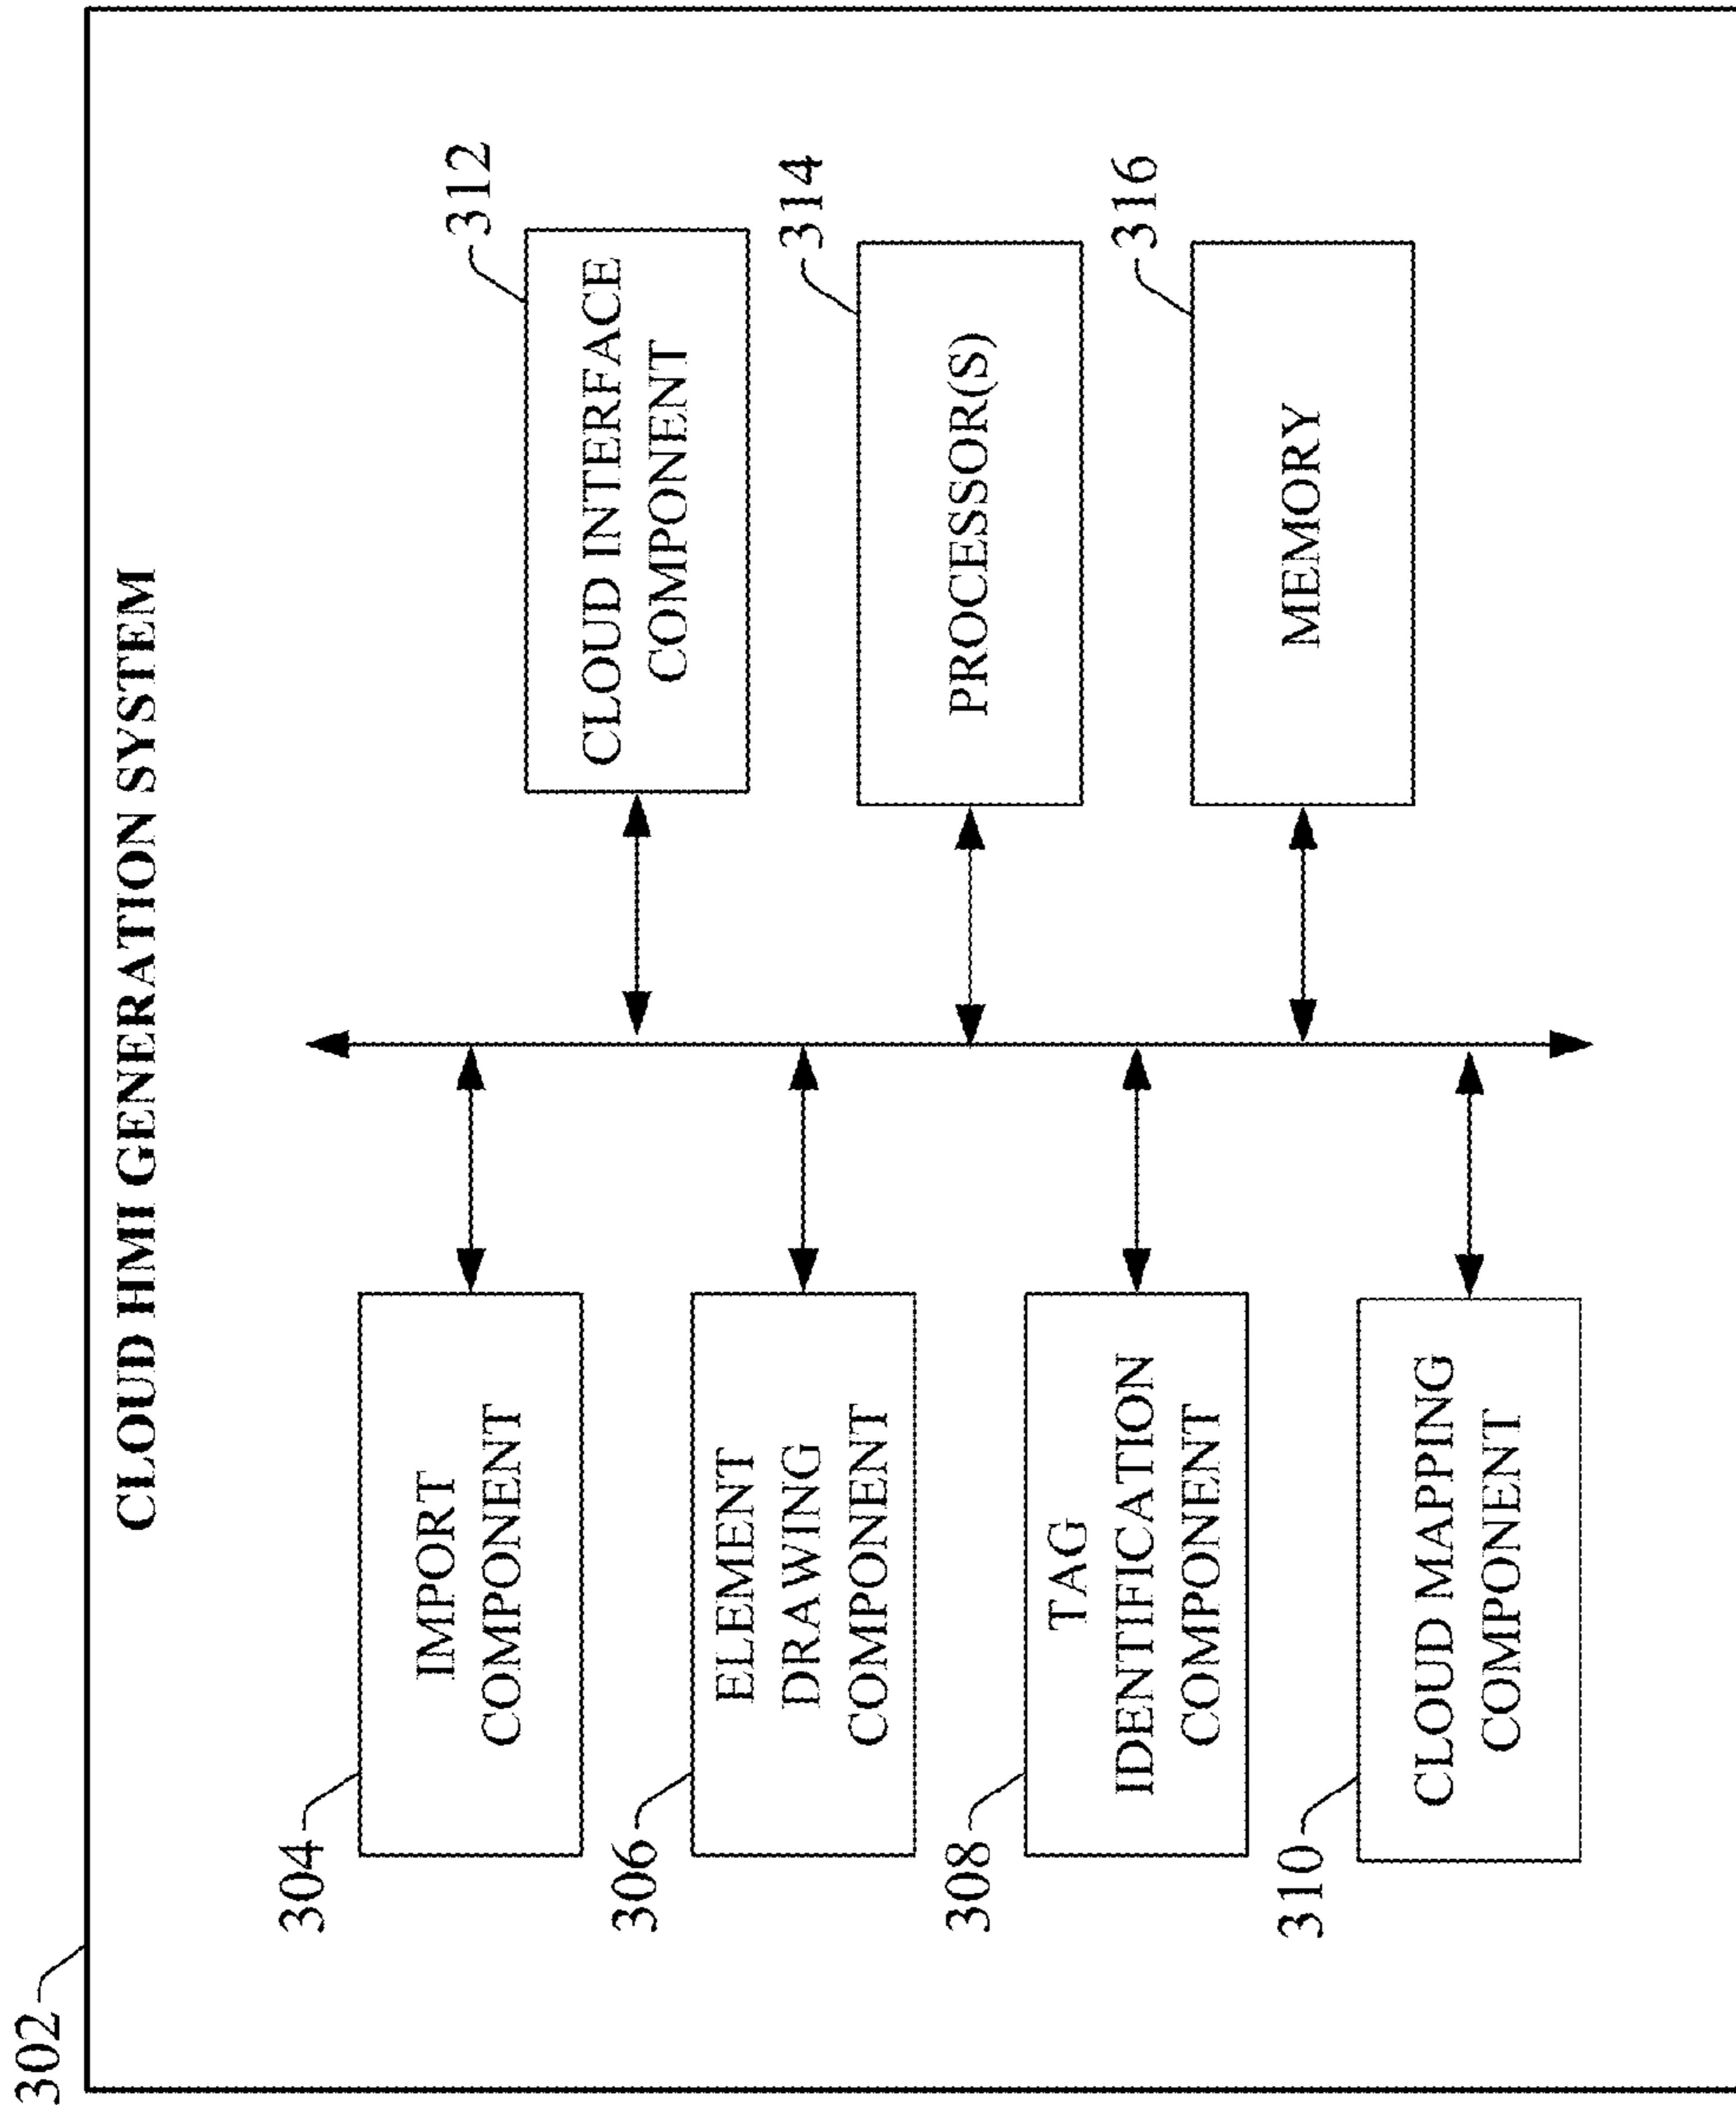 302
CLOUD HMI GENERATION SYSTEM
304
IMPORT
COMPONENT
306
ELEMENT
DRAWING
COMPONENT
308
TAG
IDENTIFICATION
COMPONENT
310
CLOUD MAPPING
COMPONENT
312
CLOUD INTERFACE
COMPONENT
314
PROCESSOR(S)
316
MEMORY